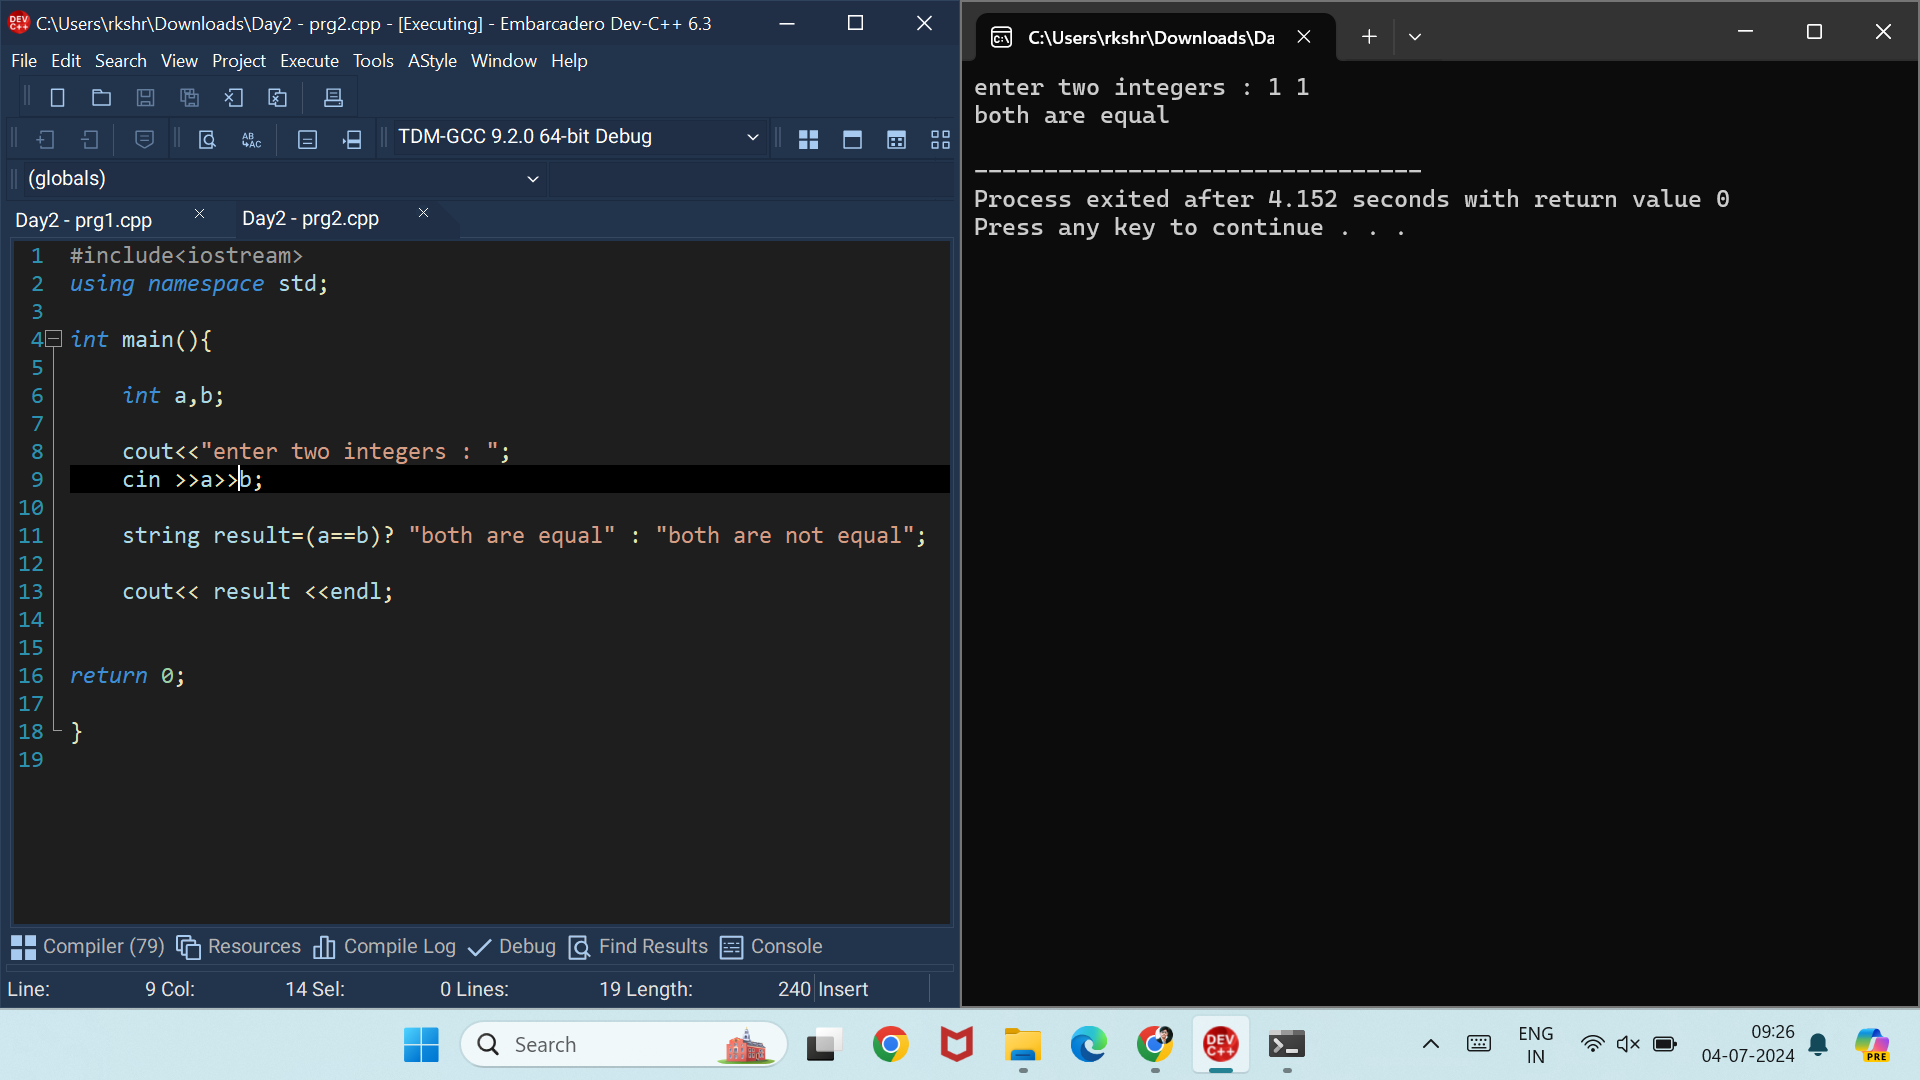 C:\Users\rkshr\Downloads\Day2 - prg2.cpp - [Executing] - Embarcadero Dev-C++ 6.3
File Edit Search View Project Execute Tools AStyle Window Help
TDM-GCC 9.2.0 64-bit Debug
(globals)
Day2 - prg1.cpp Day2 - prg2.cpp
1 #include<iostream>
2 using namespace std;
3
4 int main(){
5
6 int a,b;
7
8 cout<<"enter two integers : ";
9 cin >>a>>b;
10
11 string result=(a==b)? "both are equal" : "both are not equal";
12
13 cout<< result <<endl;
14
15
16 return 0;
17
18 }
19
Compiler (79) Resources Compile Log Debug Find Results Console
Line: 9 Col: 14 Sel: 0 Lines: 19 Length: 240 Insert
C:\Users\rkshr\Downloads\Da
enter two integers : 1 1
both are equal
--------------------------------
Process exited after 4.152 seconds with return value 0
Press any key to continue . . .
Search
DEV C++
ENG
IN
09:26
04-07-2024
PRE